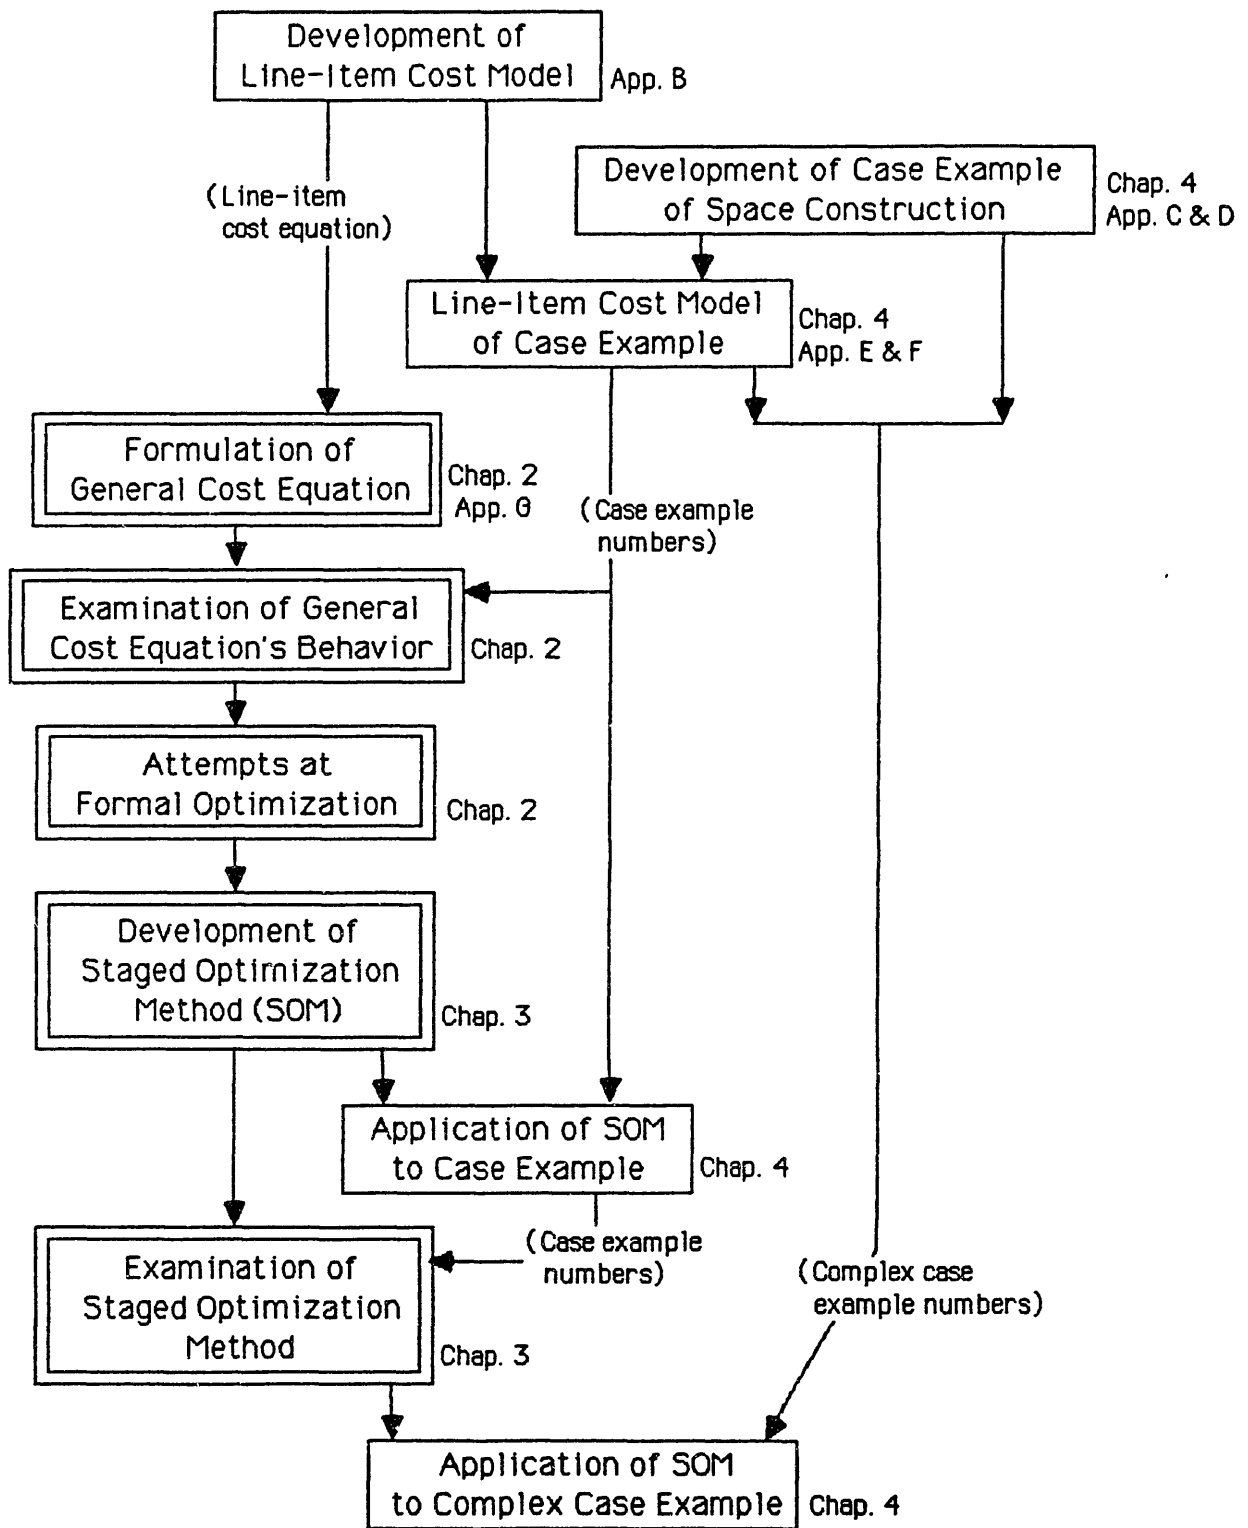 Development of
Line-Item Cost Model
App. B
Development of Case Example
of Space Construction
Chap. 4
App. C & D
(Line-item
cost equation)
Line-Item Cost Model
of Case Example
Chap. 4
App. E & F
Formulation of
General Cost Equation
Chap. 2
App. G
(Case example
numbers)
Examination of General
Cost Equation's Behavior
Chap. 2
Attempts at
Formal Optimization
Chap. 2
Development of
Staged Optimization
Method (SOM)
Chap. 3
Application of SOM
to Case Example
Chap. 4
(Case example
numbers)
Examination of
Staged Optimization
Method
Chap. 3
(Complex case
example numbers)
Application of SOM
to Complex Case Example
Chap. 4